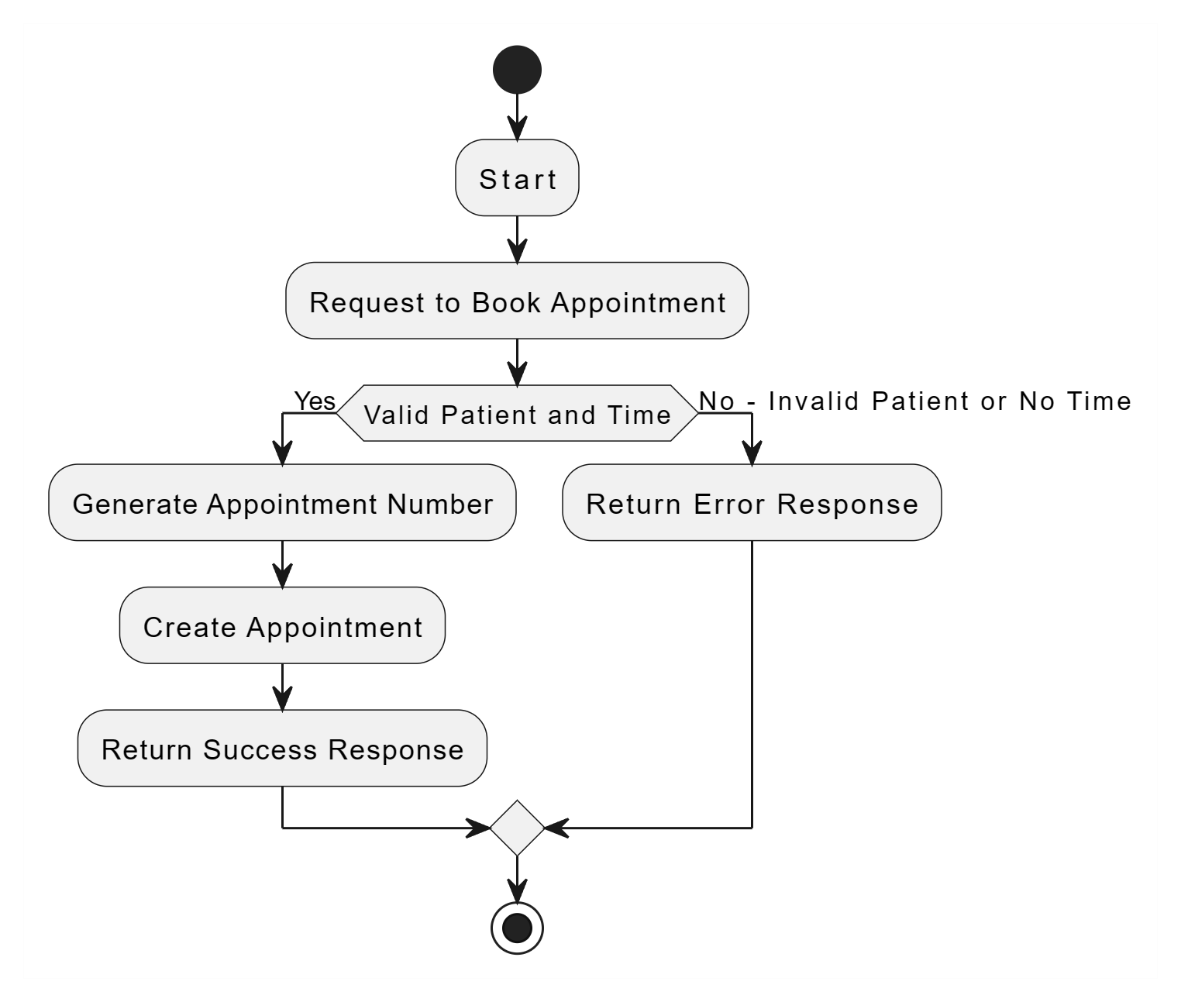 Start
Request to Book Appointment
Yes
Valid Patient and Time
No - Invalid Patient or No Time
Generate Appointment Number
Return Error Response
Create Appointment
Return Success Response